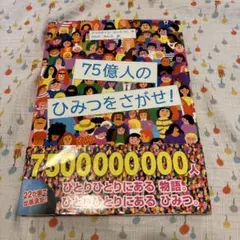 75億人の
ひみつをさがせ!
7500000000人
ひとりひとりにある 物語。
ひとりひとりにある ひみつ。